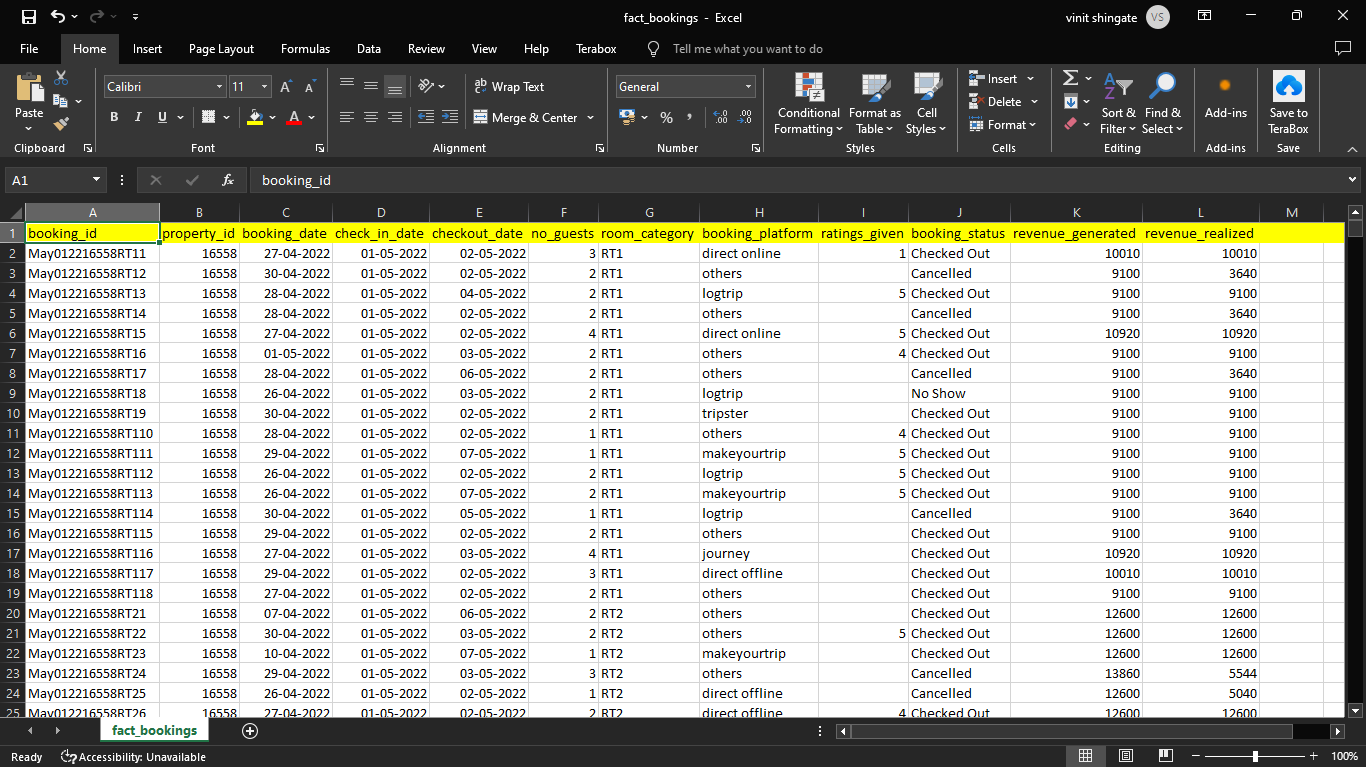 fact_bookings - Excel
vinit shingate VS
File Home Insert Page Layout Formulas Data Review View Help Terabox Tell me what you want to do
Calibri 11 A A ab Wrap Text General
Paste B I U A Merge & Center % , .00
Conditional Formatting Format as Table Cell Styles
Insert
Delete
Format
Sort & Filter Find & Select
Add-ins
Save to TeraBox
Clipboard Font Alignment Number Styles Cells Editing Add-ins Save
A1 fx booking_id
A B C D E F G H I J K L M
1 booking_id property_id booking_date check_in_date checkout_date no_guests room_category booking_platform ratings_given booking_status revenue_generated revenue_realized
2 May012216558RT11 16558 27-04-2022 01-05-2022 02-05-2022 3 RT1 direct online 1 Checked Out 10010 10010
3 May012216558RT12 16558 30-04-2022 01-05-2022 02-05-2022 2 RT1 others Cancelled 9100 3640
4 May012216558RT13 16558 28-04-2022 01-05-2022 04-05-2022 2 RT1 logtrip 5 Checked Out 9100 9100
5 May012216558RT14 16558 28-04-2022 01-05-2022 02-05-2022 2 RT1 others Cancelled 9100 3640
6 May012216558RT15 16558 27-04-2022 01-05-2022 02-05-2022 4 RT1 direct online 5 Checked Out 10920 10920
7 May012216558RT16 16558 01-05-2022 01-05-2022 03-05-2022 2 RT1 others 4 Checked Out 9100 9100
8 May012216558RT17 16558 28-04-2022 01-05-2022 06-05-2022 2 RT1 others Cancelled 9100 3640
9 May012216558RT18 16558 26-04-2022 01-05-2022 03-05-2022 2 RT1 logtrip No Show 9100 9100
10 May012216558RT19 16558 30-04-2022 01-05-2022 02-05-2022 2 RT1 tripster Checked Out 9100 9100
11 May012216558RT110 16558 28-04-2022 01-05-2022 02-05-2022 1 RT1 others 4 Checked Out 9100 9100
12 May012216558RT111 16558 29-04-2022 01-05-2022 07-05-2022 1 RT1 makeyourtrip 5 Checked Out 9100 9100
13 May012216558RT112 16558 26-04-2022 01-05-2022 02-05-2022 2 RT1 logtrip 5 Checked Out 9100 9100
14 May012216558RT113 16558 26-04-2022 01-05-2022 07-05-2022 2 RT1 makeyourtrip 5 Checked Out 9100 9100
15 May012216558RT114 16558 30-04-2022 01-05-2022 05-05-2022 1 RT1 logtrip Cancelled 9100 3640
16 May012216558RT115 16558 29-04-2022 01-05-2022 02-05-2022 2 RT1 others Checked Out 9100 9100
17 May012216558RT116 16558 27-04-2022 01-05-2022 03-05-2022 4 RT1 journey Checked Out 10920 10920
18 May012216558RT117 16558 29-04-2022 01-05-2022 02-05-2022 3 RT1 direct offline Checked Out 10010 10010
19 May012216558RT118 16558 27-04-2022 01-05-2022 02-05-2022 2 RT1 others Checked Out 9100 9100
20 May012216558RT21 16558 07-04-2022 01-05-2022 06-05-2022 2 RT2 others Checked Out 12600 12600
21 May012216558RT22 16558 30-04-2022 01-05-2022 03-05-2022 2 RT2 others 5 Checked Out 12600 12600
22 May012216558RT23 16558 10-04-2022 01-05-2022 07-05-2022 1 RT2 makeyourtrip Checked Out 12600 12600
23 May012216558RT24 16558 29-04-2022 01-05-2022 03-05-2022 3 RT2 others Cancelled 13860 5544
24 May012216558RT25 16558 26-04-2022 01-05-2022 02-05-2022 1 RT2 direct offline Cancelled 12600 5040
25 May012216558RT26 16558 27-04-2022 01-05-2022 02-05-2022 2 RT2 direct offline 4 Checked Out 12600 12600
fact_bookings
Ready Accessibility: Unavailable 100%